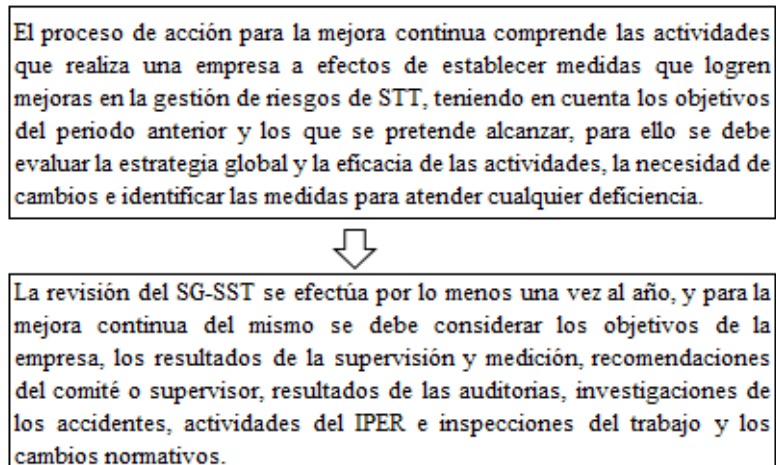 El proceso de acción para la mejora continua comprende las actividades
que realiza una empresa a efectos de establecer medidas que logren
mejoras en la gestión de riesgos de STT, teniendo en cuenta los objetivos
del periodo anterior y los que se pretende alcanzar, para ello se debe
evaluar la estrategia global y la eficacia de las actividades, la necesidad de
cambios e identificar las medidas para atender cualquier deficiencia.
La revisión del SG-SST se efectúa por lo menos una vez al año, y para la
mejora continua del mismo se debe considerar los objetivos de la
empresa, los resultados de la supervisión y medición, recomendaciones
del comité o supervisor, resultados de las auditorias, investigaciones de
los accidentes, actividades del IPER e inspecciones del trabajo y los
cambios normativos.